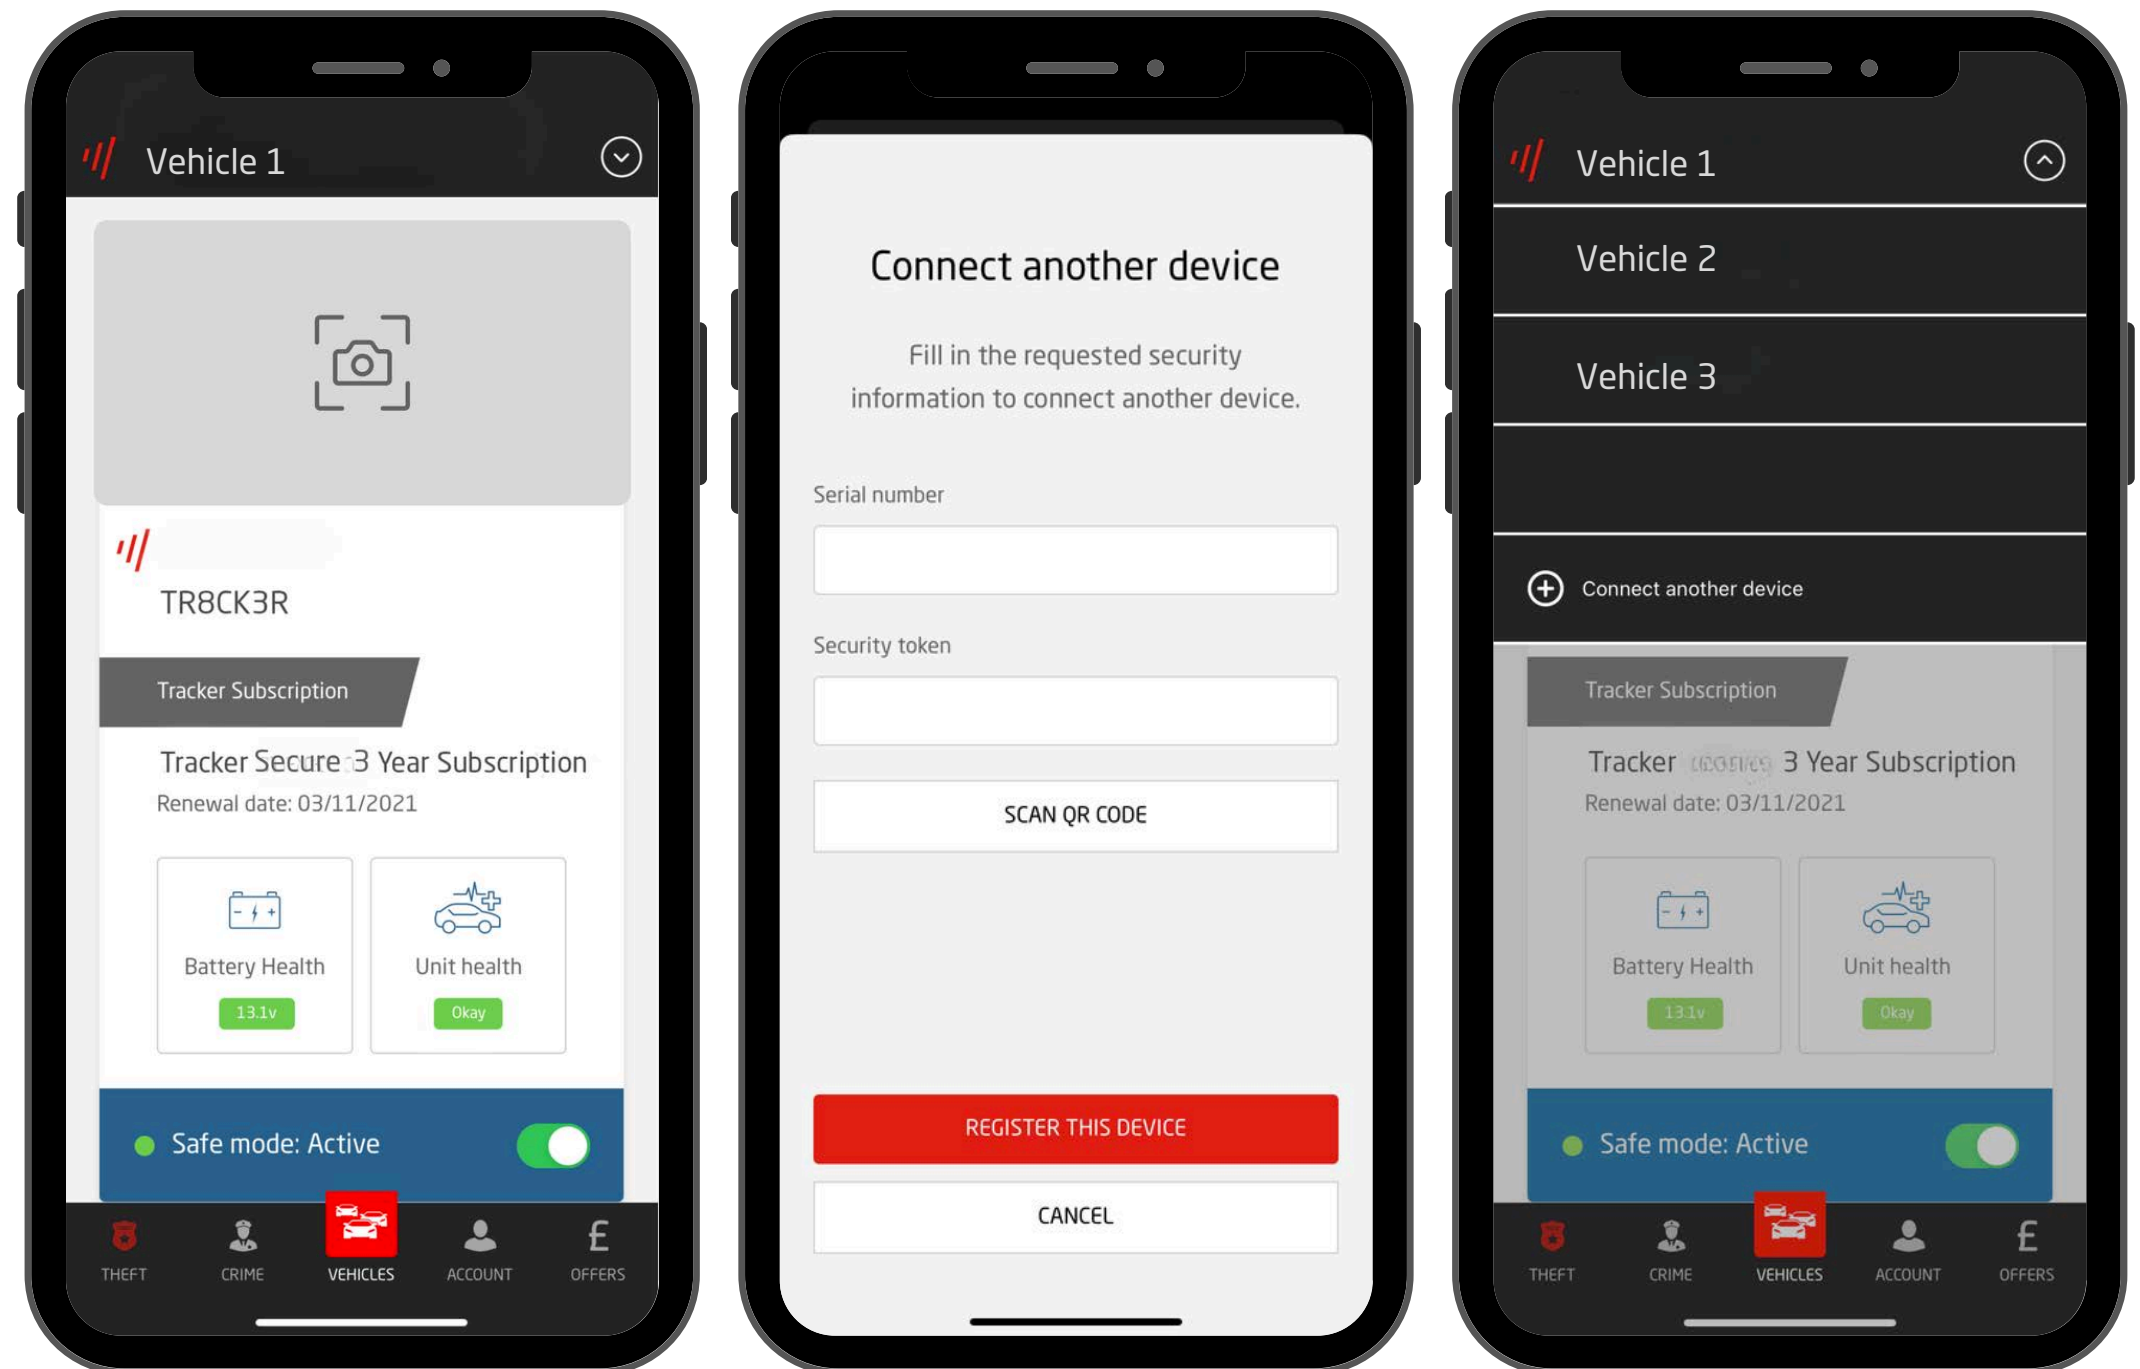 Vehicle 1
TR8CK3R
Tracker Subscription
Tracker Secure 3 Year Subscription
Renewal date: 03/11/2021
Battery Health
13.1v
Unit health
Okay
Safe mode: Active
THEFT
CRIME
VEHICLES
ACCOUNT
£
OFFERS
Connect another device
Fill in the requested security
information to connect another device.
Serial number
Security token
SCAN QR CODE
REGISTER THIS DEVICE
CANCEL
Vehicle 1
Vehicle 2
Vehicle 3
Connect another device
Tracker Subscription
Tracker 3 Year Subscription
Renewal date: 03/11/2021
Battery Health
13.1v
Unit health
Okay
Safe mode: Active
THEFT
CRIME
VEHICLES
ACCOUNT
£
OFFERS